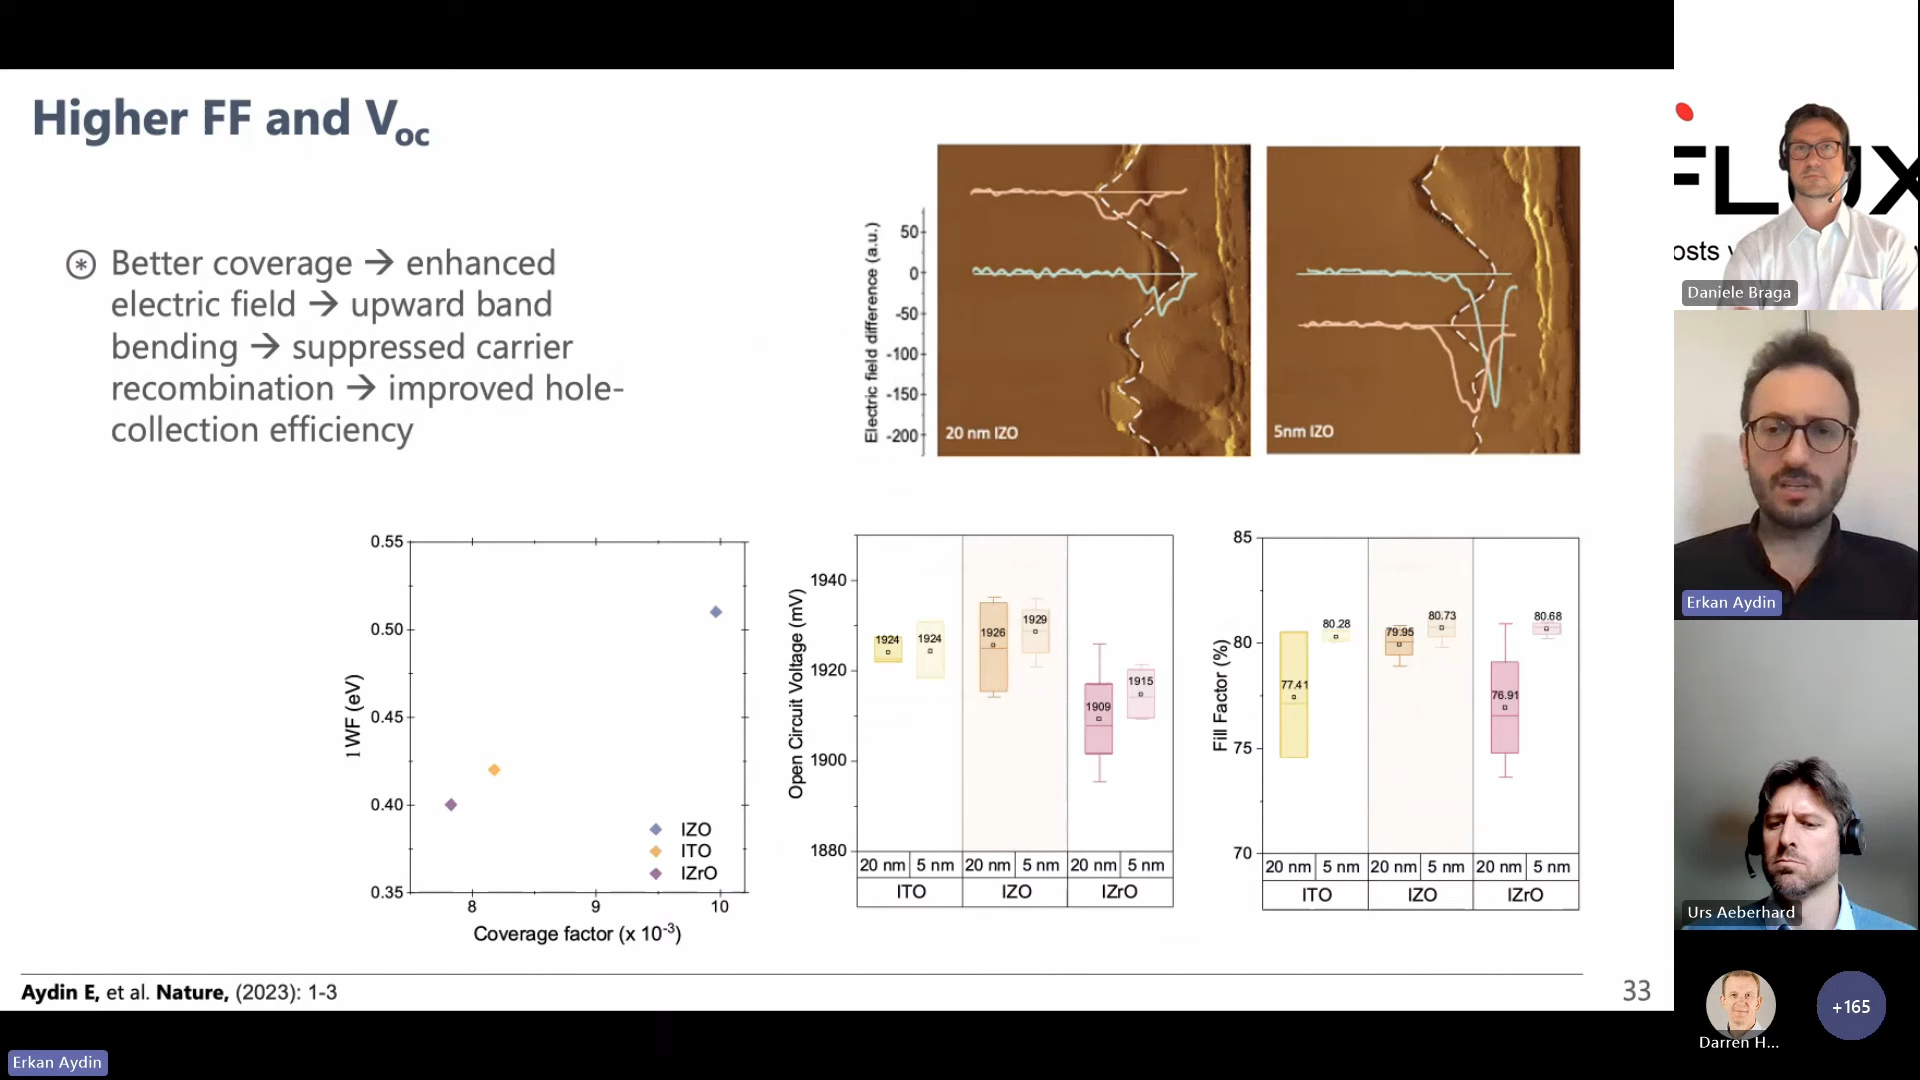 Higher FF and Voc
Better coverage → enhanced
electric field → upward band
bending → suppressed carrier
recombination → improved hole-
collection efficiency
Electric field difference (a.u.)
50
0
-50
-100
-150
-200
20 nm IZO
5nm IZO
1WF (eV)
0.55
0.50
0.45
0.40
0.35
8 9 10
Coverage factor (x 10-3)
IZO
ITO
IZrO
Open Circuit Voltage (mV)
1940
1920
1900
1880
1924
1924
1926
1929
1909
1915
20 nm 5 nm 20 nm 5 nm 20 nm 5 nm
ITO IZO IZrO
Fill Factor (%)
85
80
75
70
77.41
80.28
79.95
80.73
76.91
80.68
20 nm 5 nm 20 nm 5 nm 20 nm 5 nm
ITO IZO IZrO
Aydin E, et al. Nature, (2023): 1-3
33
Erkan Aydin
FLUX
osts
Daniele Braga
Erkan Aydin
Urs Aeberhard
Darren H...
+165